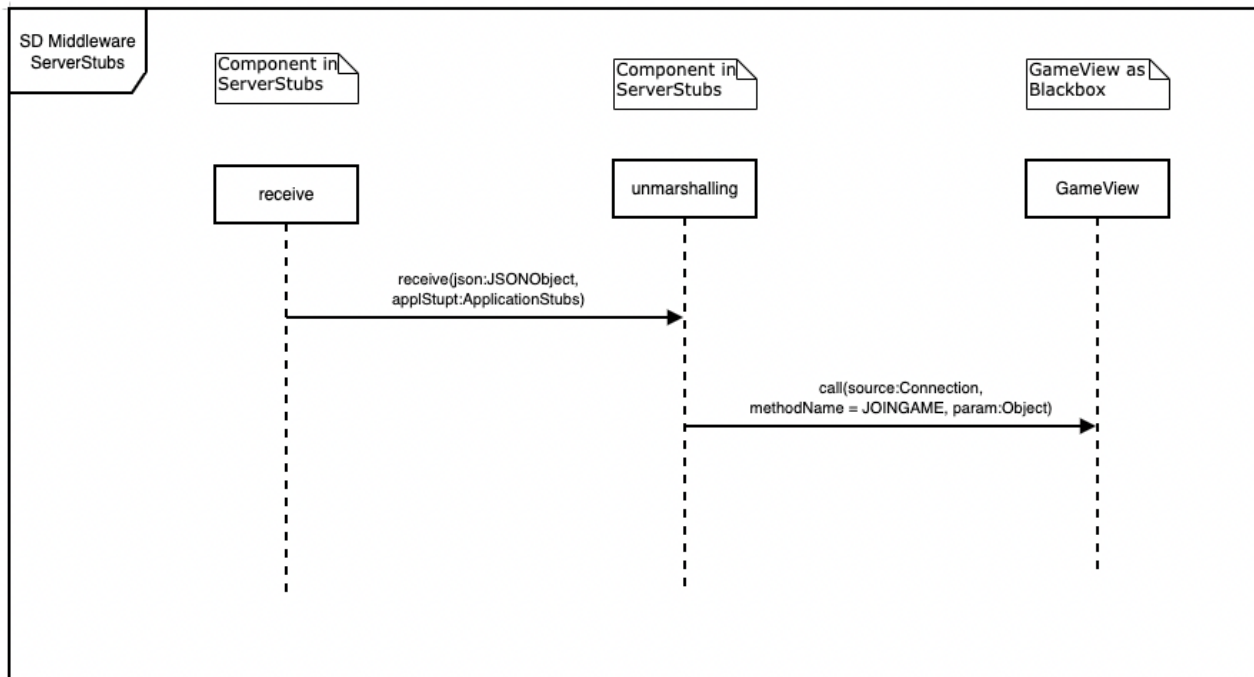 SD Middleware
ServerStubs
Component in
ServerStubs
Component in
ServerStubs
GameView as
Blackbox
receive
unmarshalling
GameView
receive(json:JSONObject,
applStupt:ApplicationStubs)
call(source:Connection,
methodName = JOINGAME, param:Object)